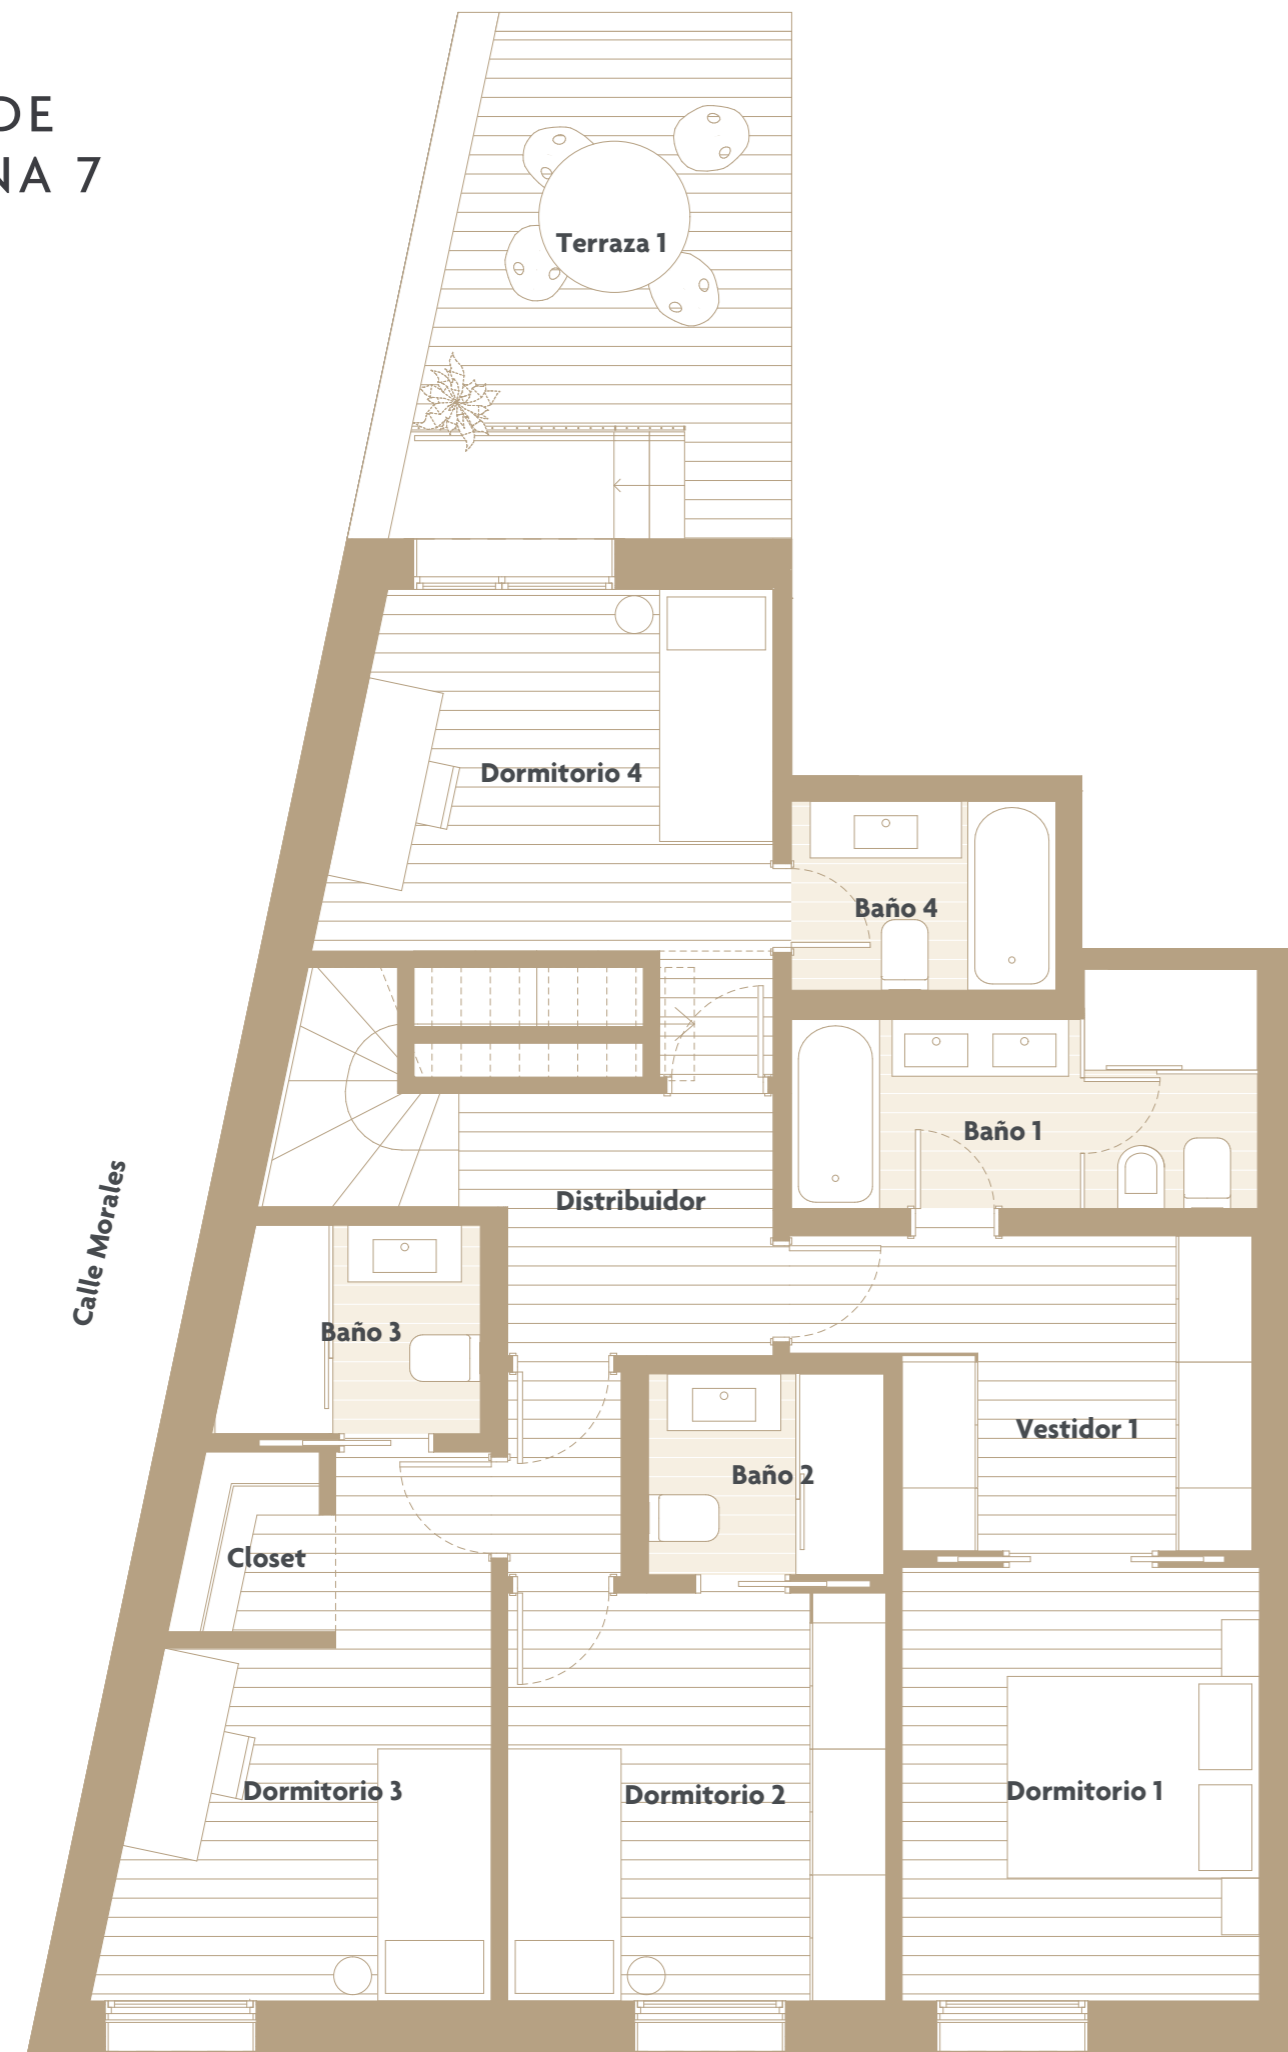 DE
NA 7
Terraza 1
Dormitorio 4
Baño 4
Baño 1
Calle Morales
Distribuidor
Baño 3
Vestidor 1
Baño 2
Closet
Dormitorio 3
Dormitorio 2
Dormitorio 1